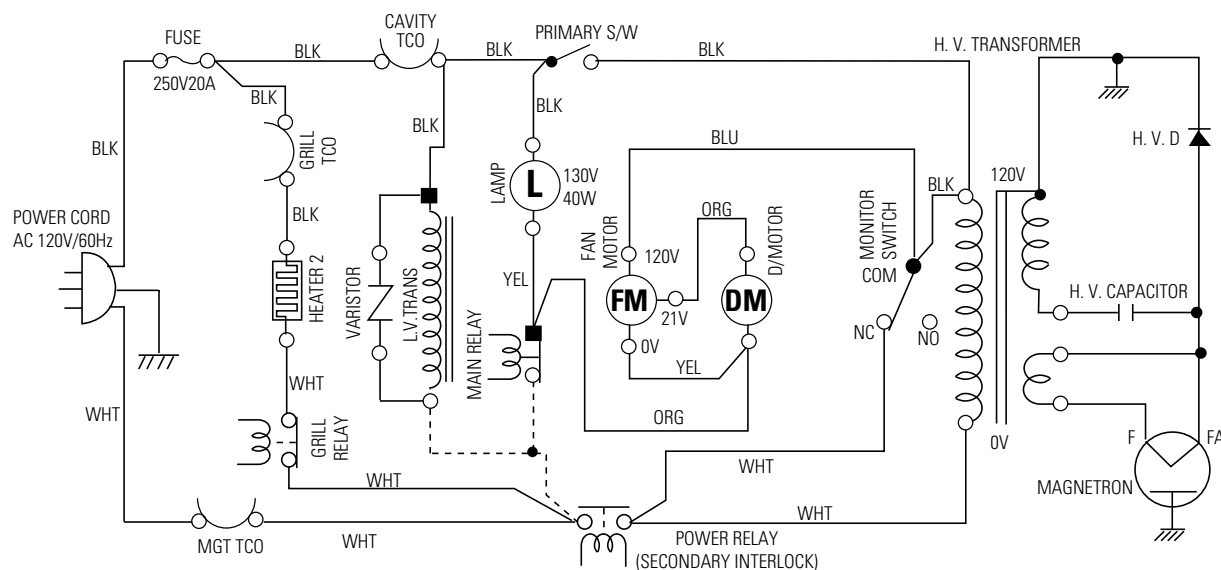 FUSE
250V20A
BLK
CAVITY
TCO
BLK
PRIMARY S/W
BLK
H. V. TRANSFORMER
BLK
GRILL
TCO
BLK
BLK
BLK
BLK
LAMP
L
130V
40W
BLU
H. V. D
POWER CORD
AC 120V/60Hz
BLK
HEATER 2
VARISTOR
L.V.TRANS
YEL
MAIN RELAY
FAN
MOTOR
120V
FM
21V
0V
ORG
D/MOTOR
DM
YEL
ORG
MONITOR
SWITCH
COM
NC
NO
BLK
120V
0V
H. V. CAPACITOR
WHT
WHT
GRILL
RELAY
WHT
WHT
MGT TCO
WHT
WHT
POWER RELAY
(SECONDARY INTERLOCK)
F
FA
MAGNETRON